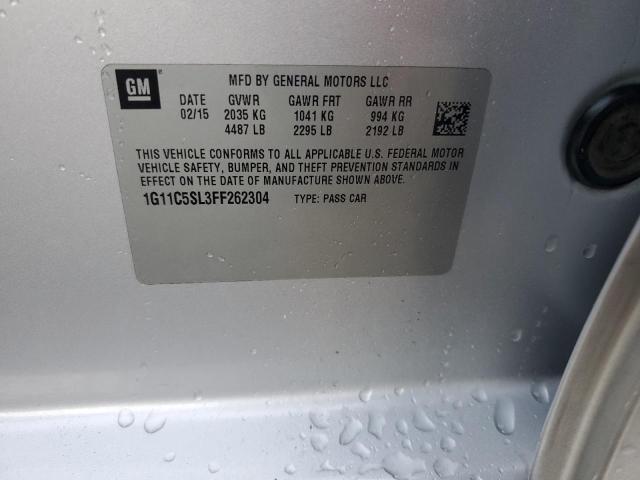 GM
MFD BY GENERAL MOTORS LLC
DATE GVWR GAWR FRT GAWR RR
02/15 2035 KG 1041 KG 994 KG
4487 LB 2295 LB 2192 LB
THIS VEHICLE CONFORMS TO ALL APPLICABLE U.S. FEDERAL MOTOR
VEHICLE SAFETY, BUMPER, AND THEFT PREVENTION STANDARDS IN
EFFECT ON THE DATE OF MANUFACTURE SHOWN ABOVE.
1G11C5SL3FF262304 TYPE: PASS CAR